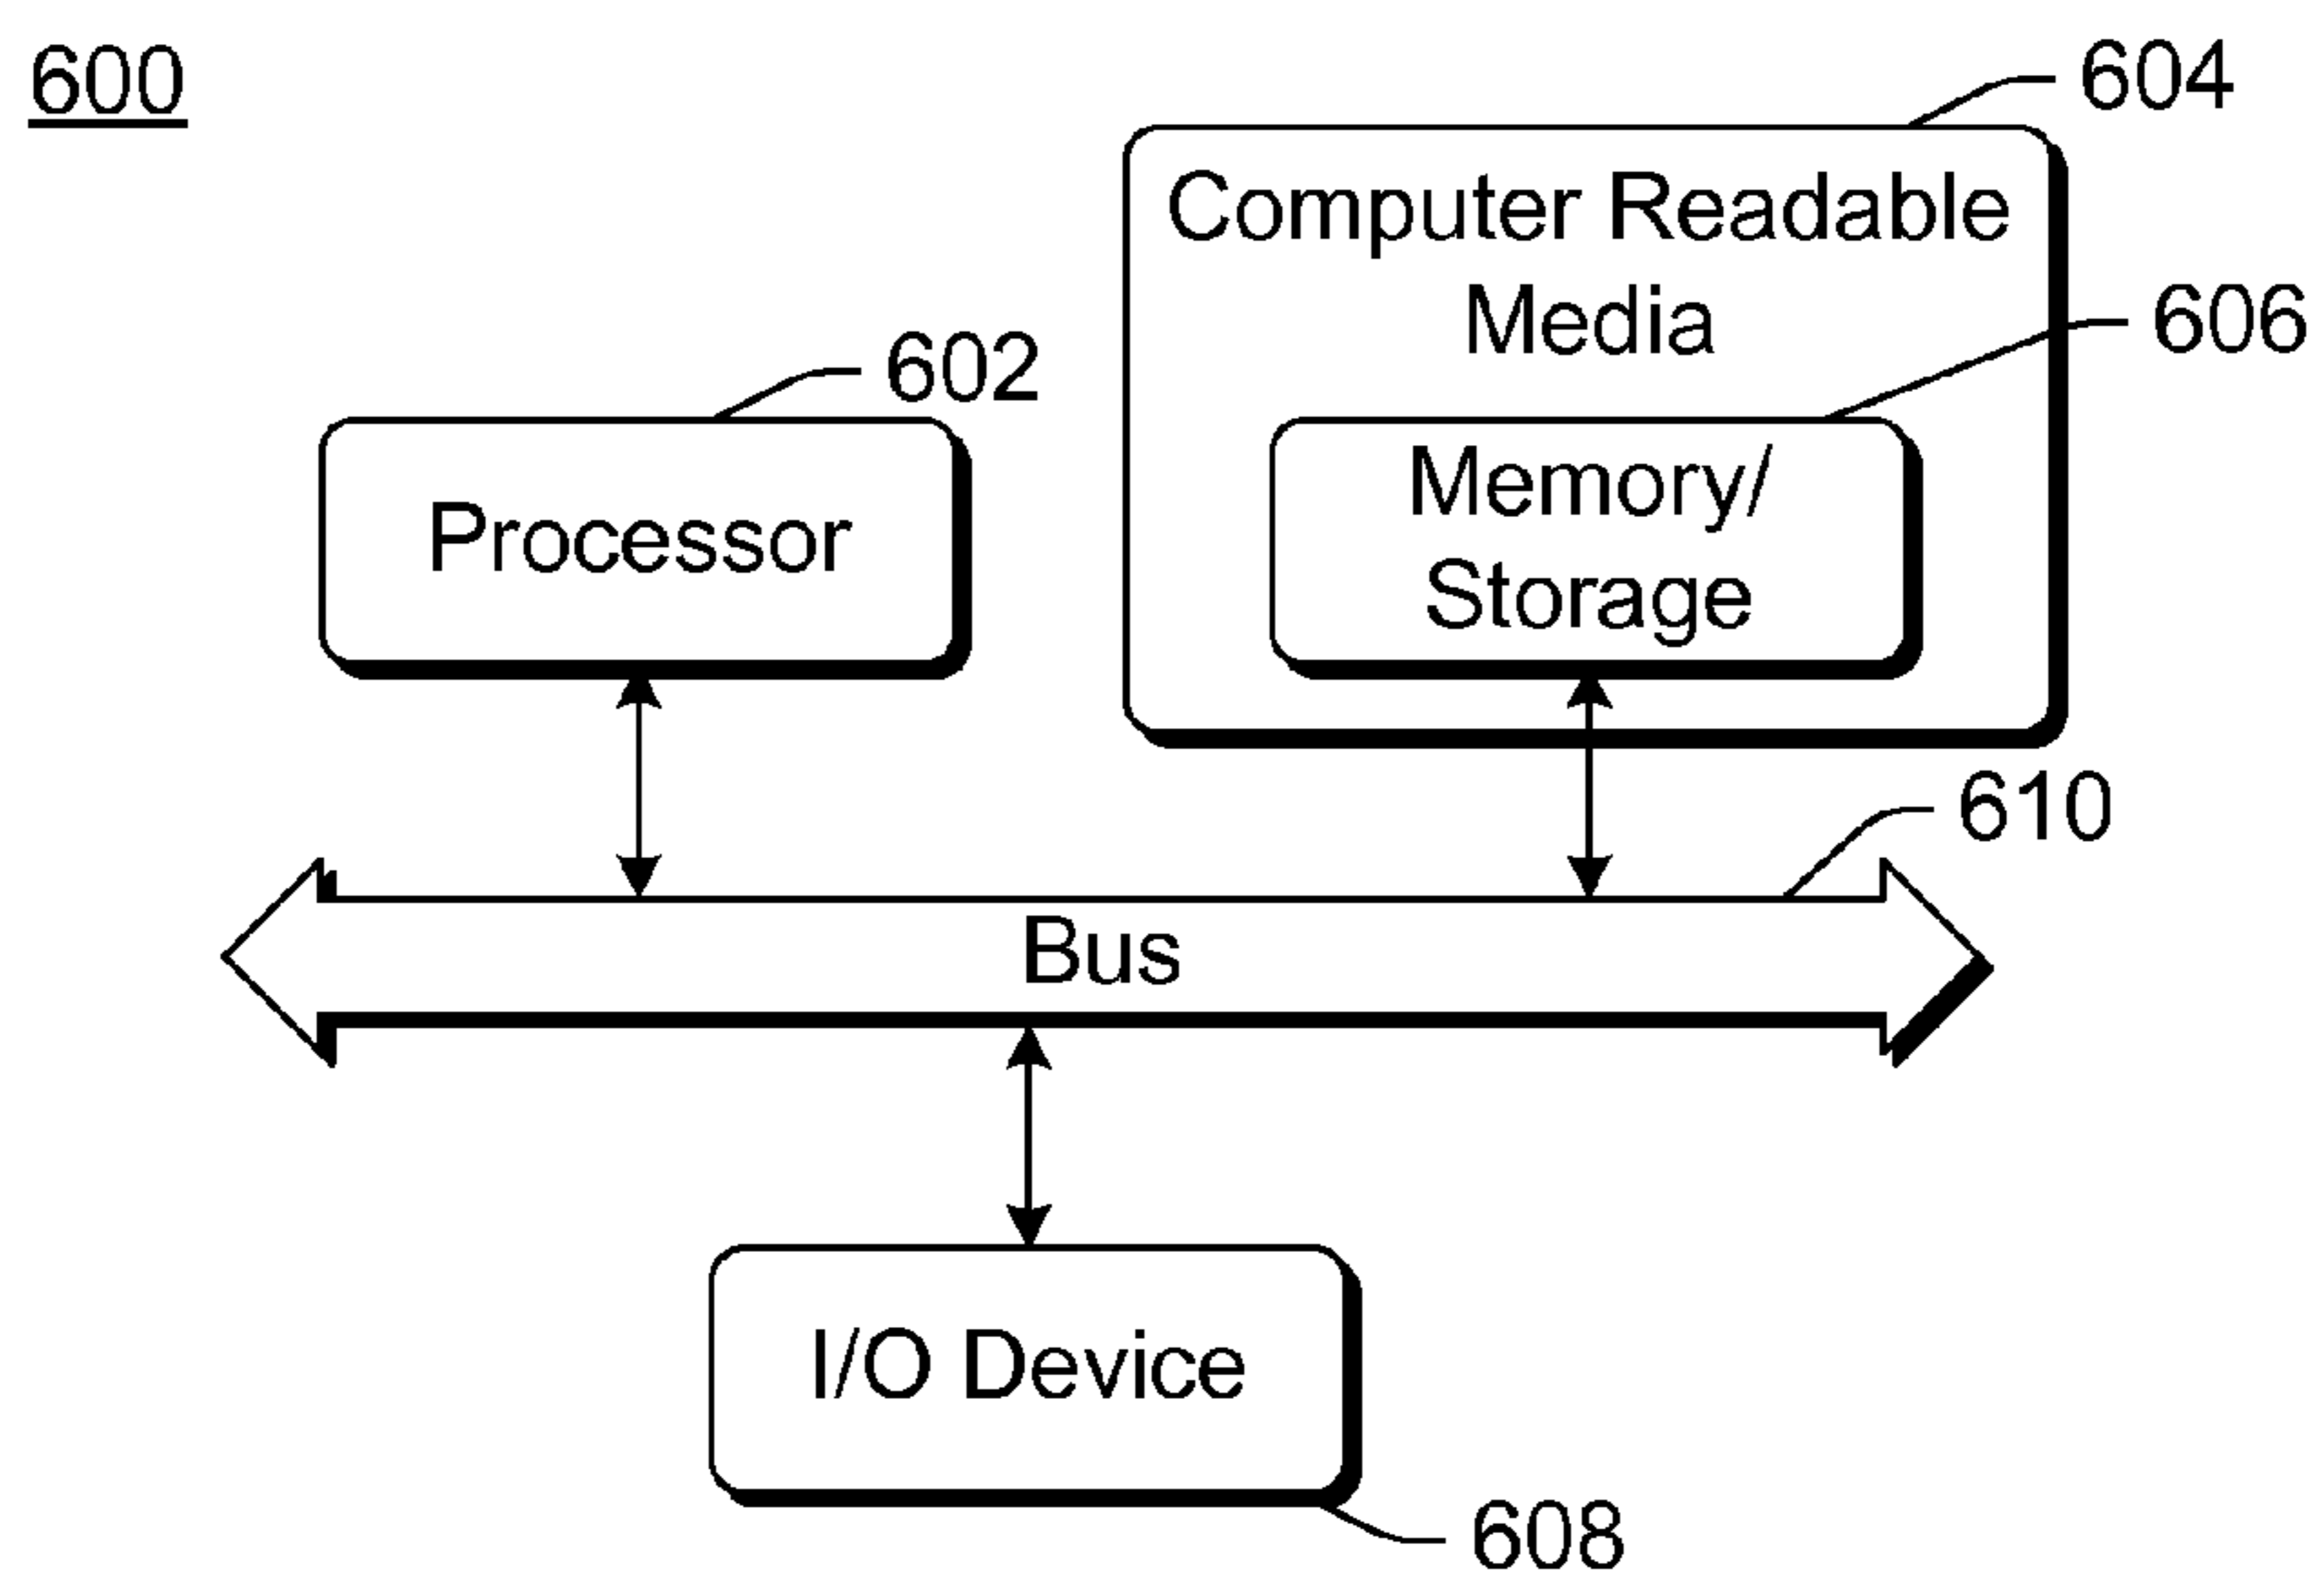 600
604
Computer Readable
Media
606
602
Processor
Memory/
Storage
610
Bus
I/O Device
608